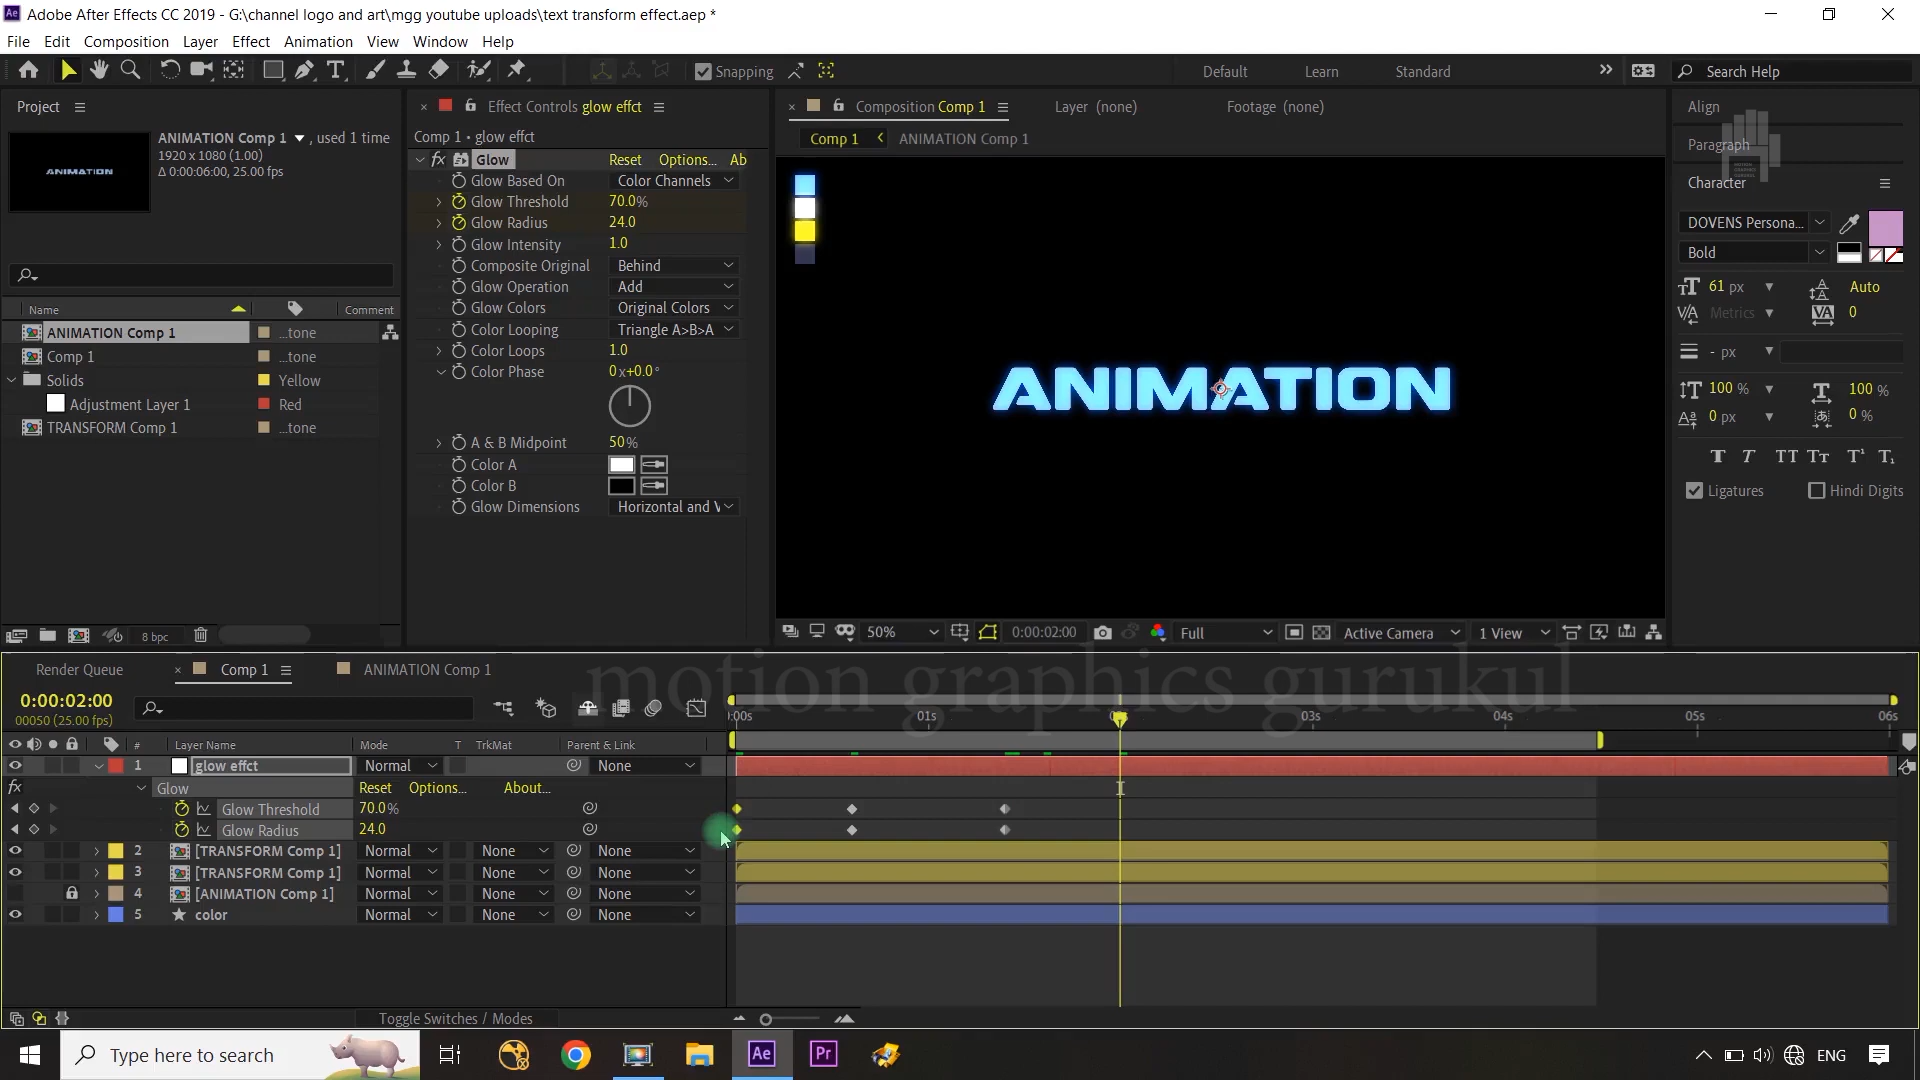 Adobe After Effects CC 2019 - G:\channel logo and art\mgg youtube uploads\text transform effect.aep *
File Edit Composition Layer Effect Animation View Window Help
Snapping Default Learn Standard Search Help
Project
ANIMATION Comp 1 , used 1 time
1920 x 1080 (1.00)
Δ 0:00:06:00, 25.00 fps
ANIMATION
Name Comment
ANIMATION Comp 1 ...tone
Comp 1 ...tone
Solids Yellow
Adjustment Layer 1 Red
TRANSFORM Comp 1 ...tone
8 bpc
Effect Controls glow effct
Comp 1 • glow effct
fx Glow Reset Options... Ab
Glow Based On Color Channels
Glow Threshold 70.0%
Glow Radius 24.0
Glow Intensity 1.0
Composite Original Behind
Glow Operation Add
Glow Colors Original Colors
Color Looping Triangle A>B>A
Color Loops 1.0
Color Phase 0x+0.0°
A & B Midpoint 50%
Color A
Color B
Glow Dimensions Horizontal and V
Composition Comp 1 Layer (none) Footage (none)
Comp 1 ANIMATION Comp 1
ANIMATION
50% 0:00:02:00 Full Active Camera 1 View
Align
Paragraph
Character
DOVENS Persona...
Bold
61 px Auto
Metrics 0
- px
100 % 100 %
0 px 0 %
T T TT Tт T¹ T₁
Ligatures Hindi Digits
motion graphics gurukul
Render Queue Comp 1 ANIMATION Comp 1
0:00:02:00
00050 (25.00 fps)
:00s 01s 03s 04s 05s 06s
# Layer Name Mode T TrkMat Parent & Link
1 glow effct Normal None
fx Glow Reset Options... About...
Glow Threshold 70.0%
Glow Radius 24.0
2 [TRANSFORM Comp 1] Normal None None
3 [TRANSFORM Comp 1] Normal None None
4 [ANIMATION Comp 1] Normal None None
5 color Normal None None
Toggle Switches / Modes
Type here to search Ae Pr ENG